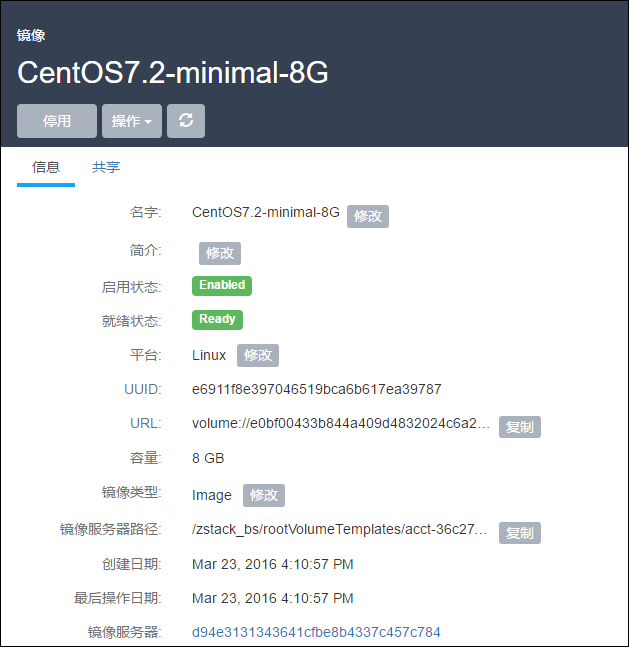 镜像
CentOS7.2-minimal-8G
停用 操作
信息 共享
名字: CentOS7.2-minimal-8G 修改
简介: 修改
启用状态: Enabled
就绪状态: Ready
平台: Linux 修改
UUID: e6911f8e397046519bca6b617ea39787
URL: volume://e0bf00433b844a409d4832024c6a2... 复制
容量: 8 GB
镜像类型: Image 修改
镜像服务器路径: /zstack_bs/rootVolumeTemplates/acct-36c27... 复制
创建日期: Mar 23, 2016 4:10:57 PM
最后操作日期: Mar 23, 2016 4:10:57 PM
镜像服务器: d94e3131343641cfbe8b4337c457c784